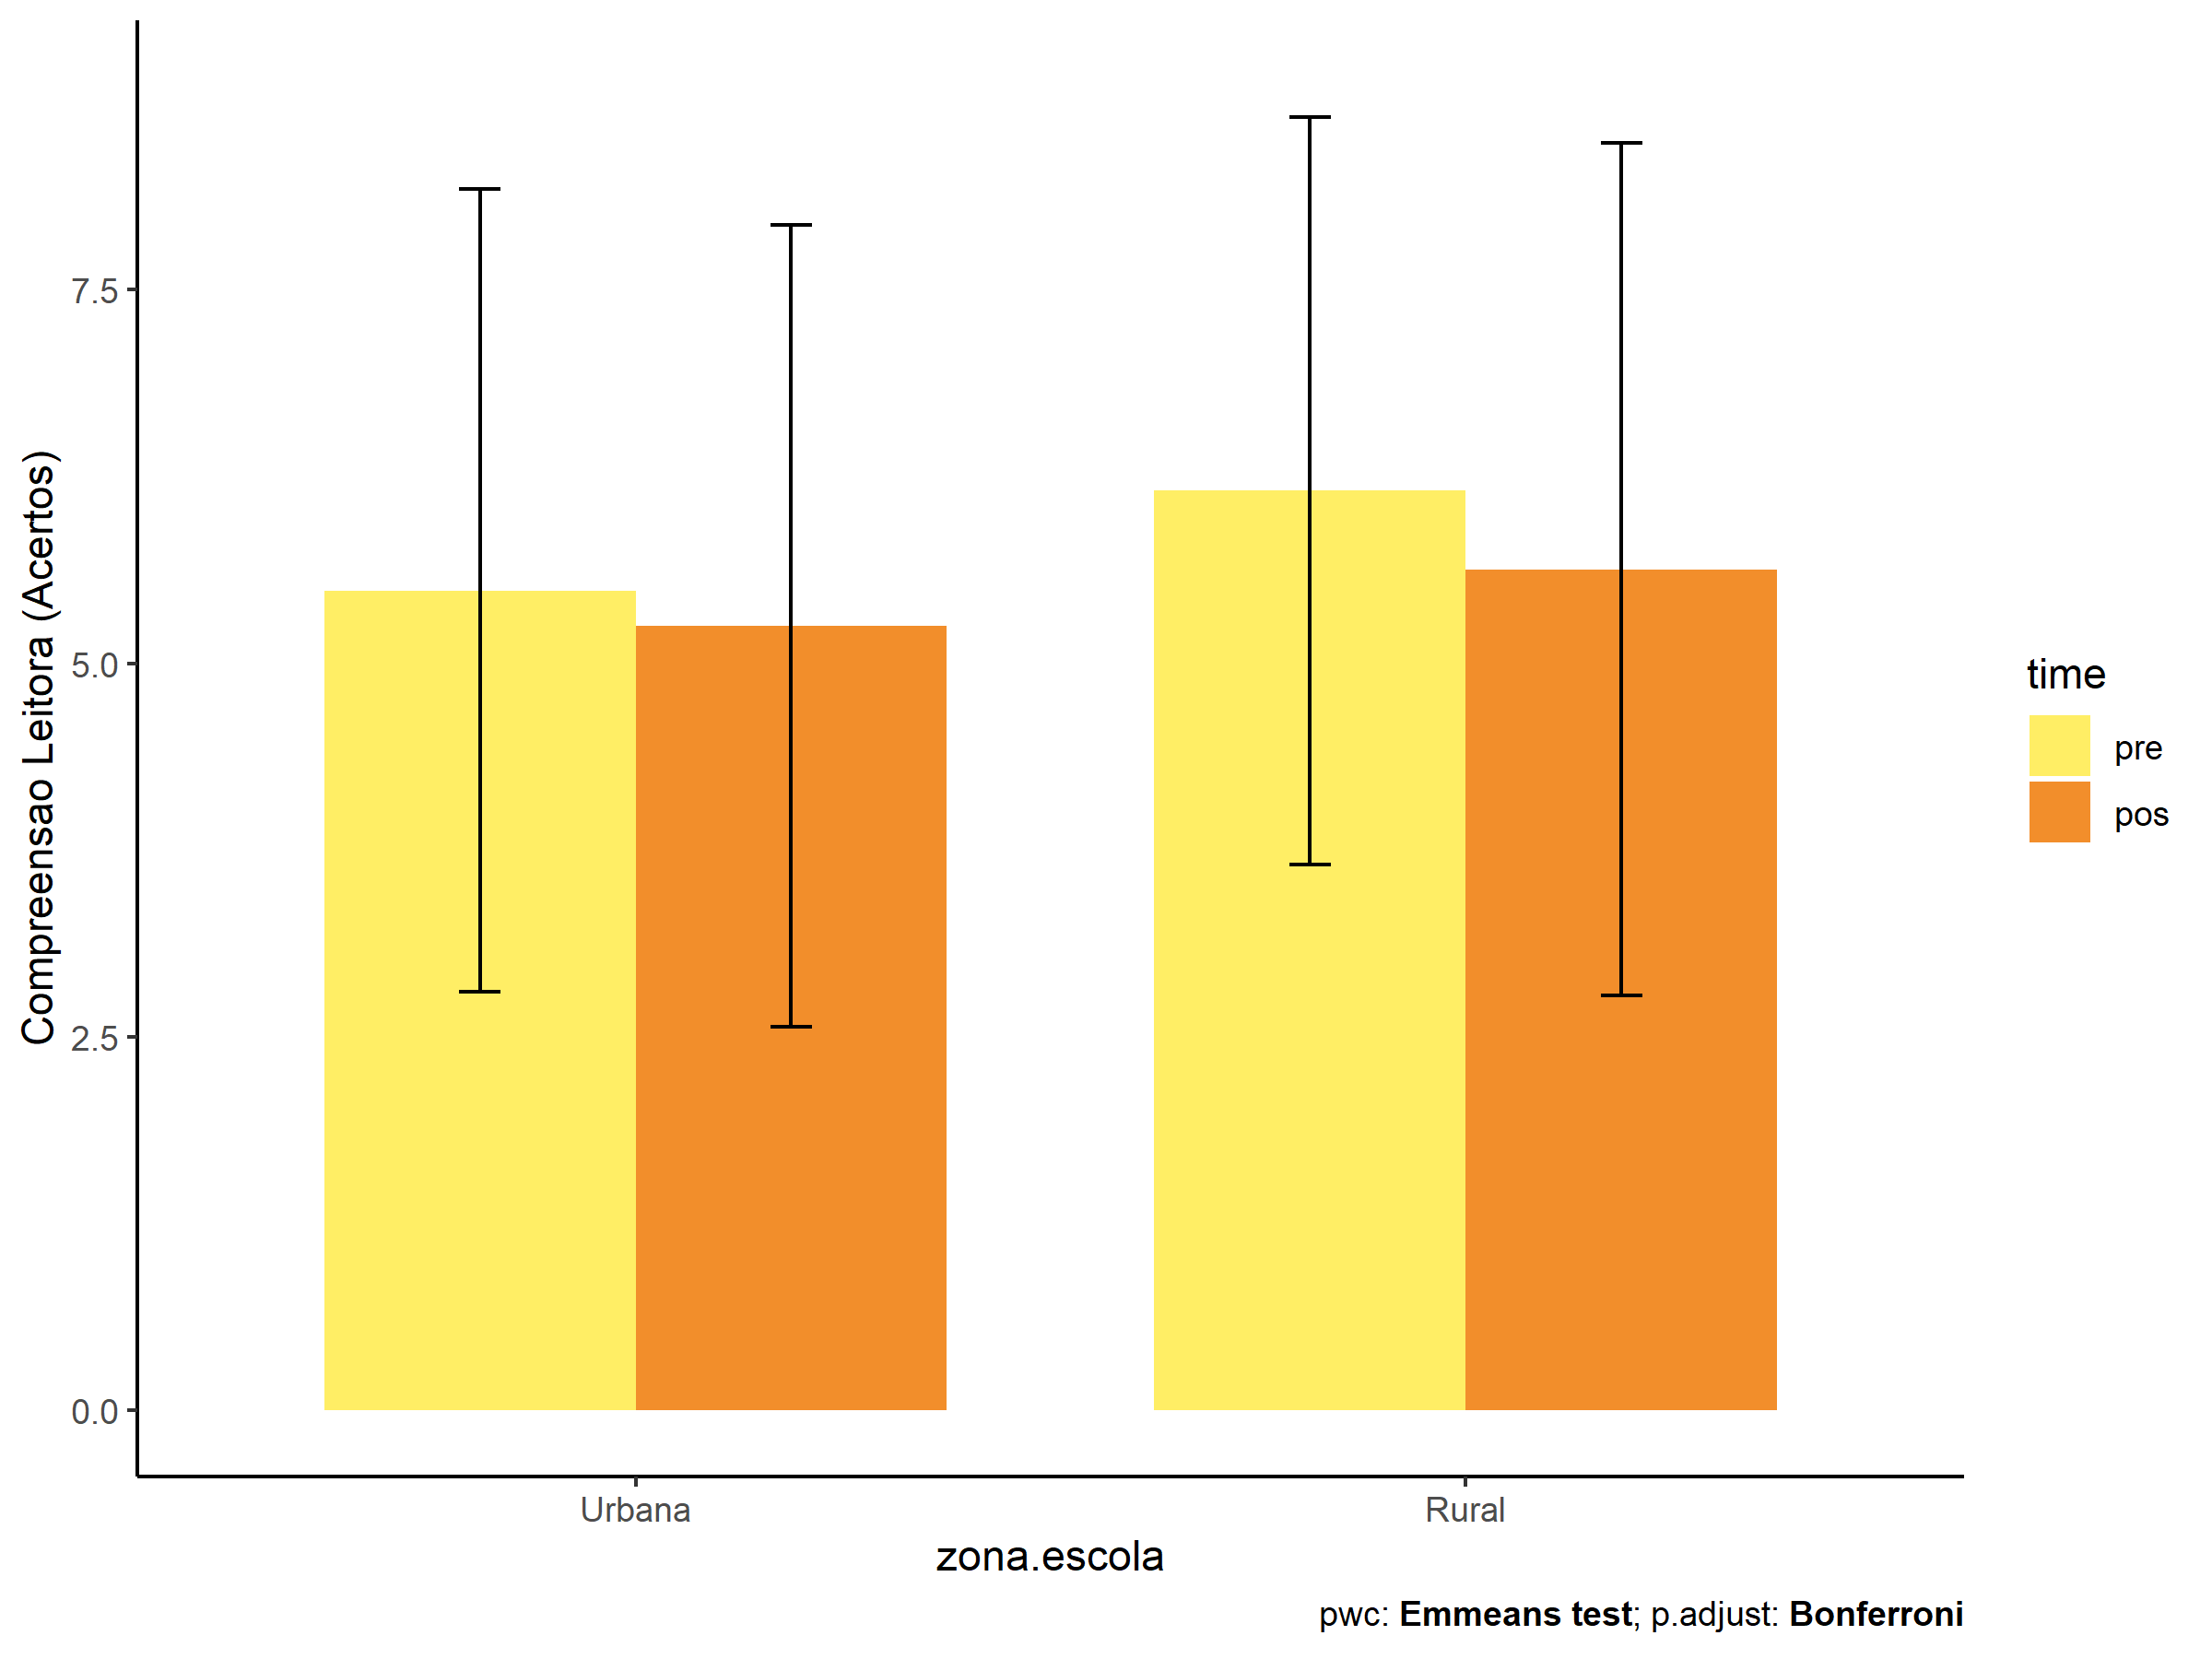 Compreensao Leitora (Acertos)
7.5
5.0
2.5
0.0
Urbana
Rural
zona.escola
time
pre
pos
pwc: Emmeans test; p.adjust: Bonferroni